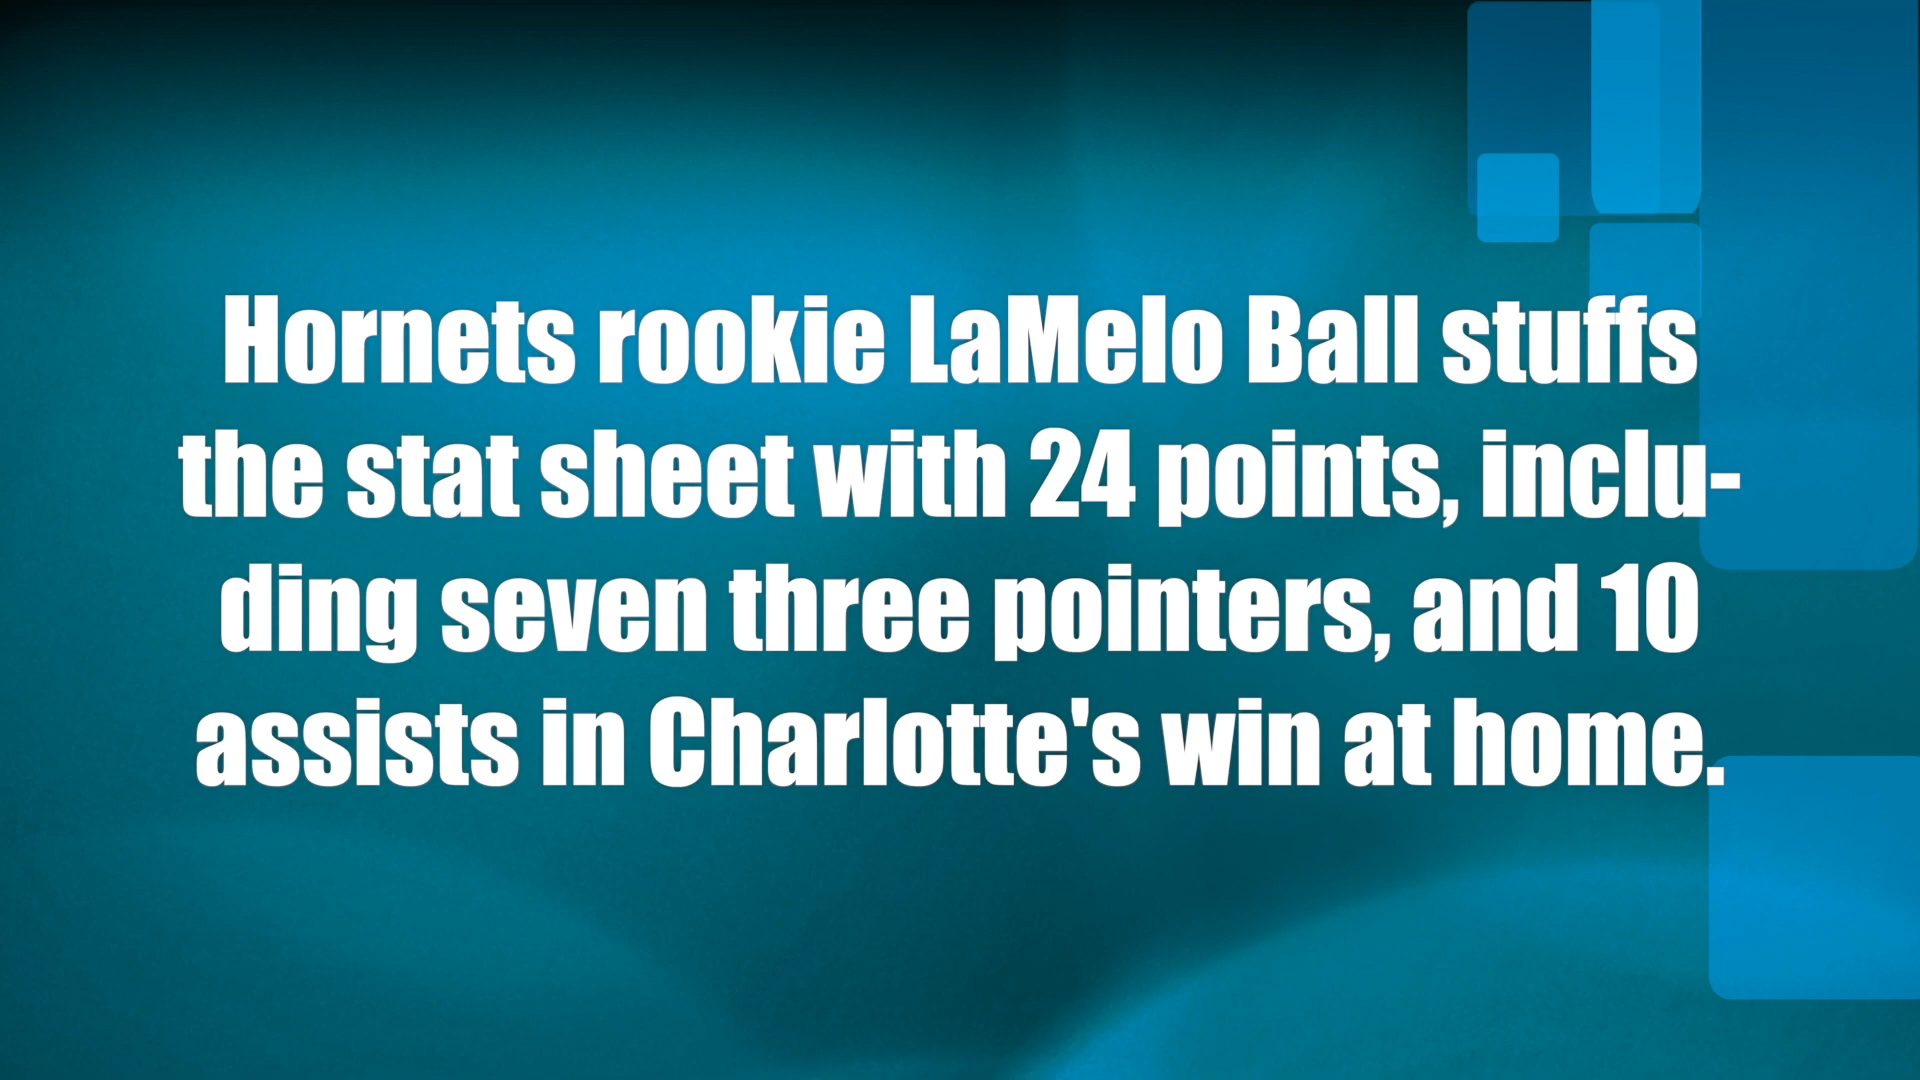 Hornets rookie LaMelo Ball stuffs
the stat sheet with 24 points, inclu-
ding seven three pointers, and 10
assists in Charlotte's win at home.